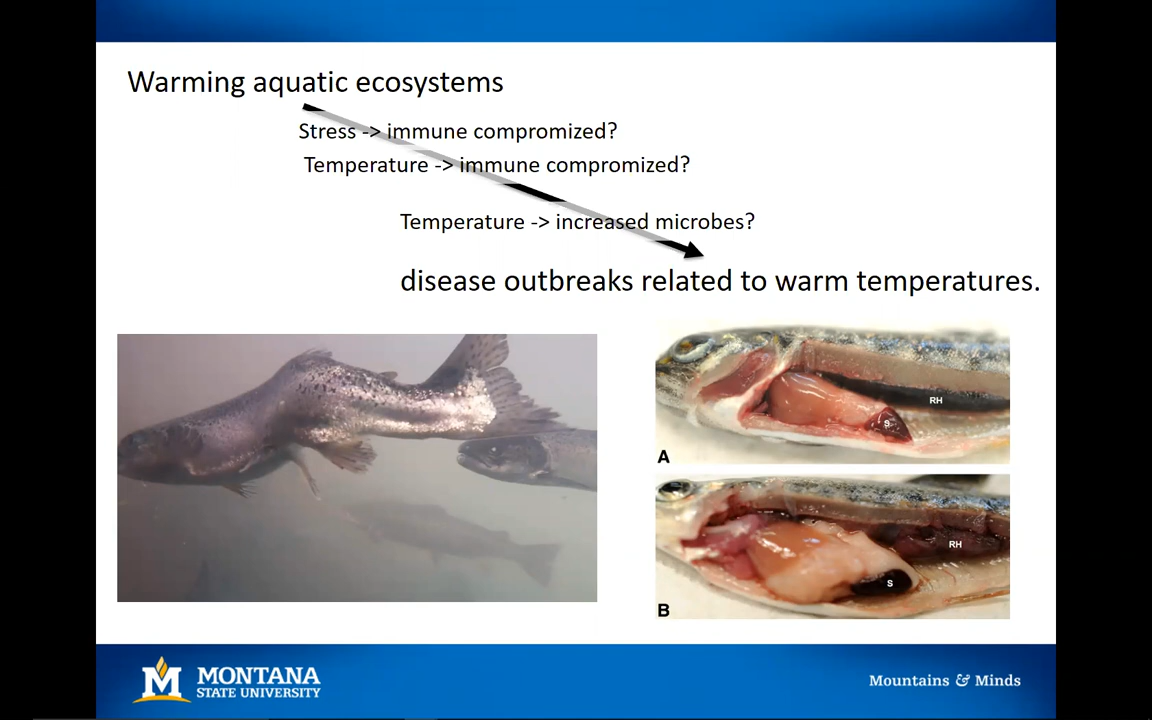 Warming aquatic ecosystems
Stress -> immune compromized?
Temperature -> immune compromized?
Temperature -> increased microbes?
disease outbreaks related to warm temperatures.
RH
S
A
RH
S
B
M MONTANA
STATE UNIVERSITY
Mountains & Minds